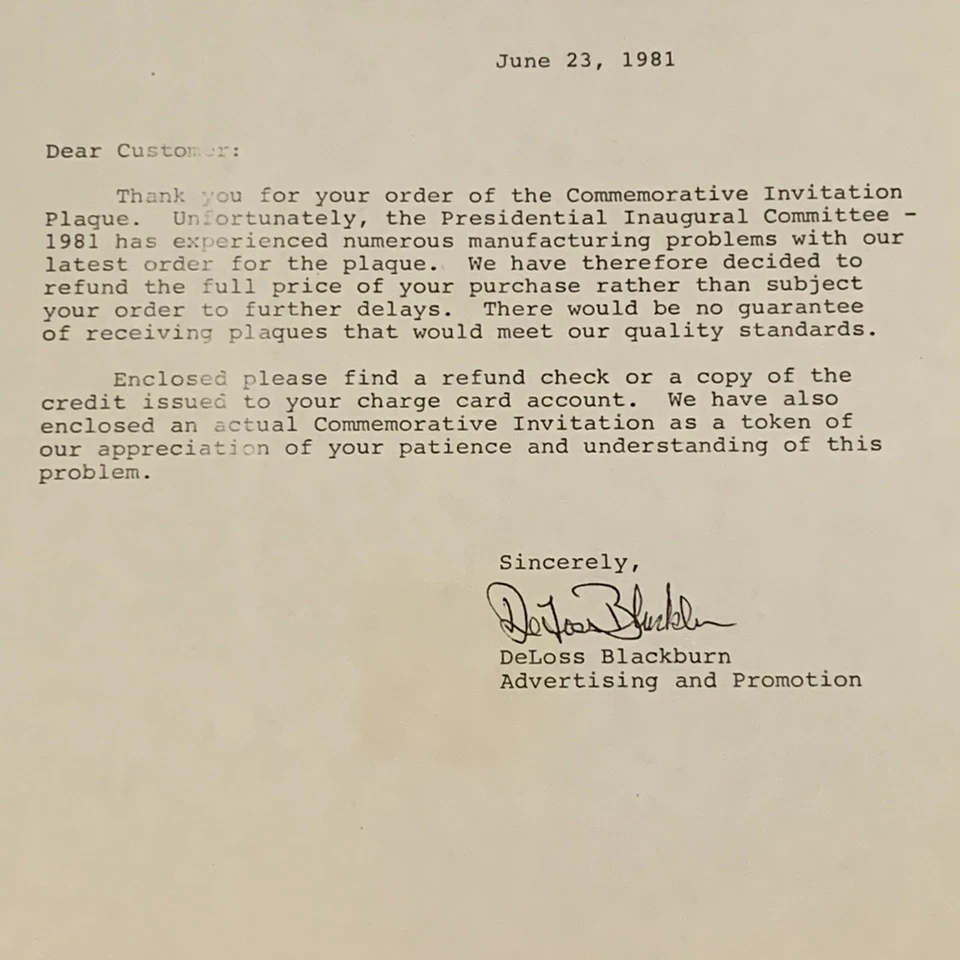 June 23, 1981
Dear Customer:
Thank you for your order of the Commemorative Invitation
Plaque. Unfortunately, the Presidential Inaugural Committee -
1981 has experienced numerous manufacturing problems with our
latest order for the plaque. We have therefore decided to
refund the full price of your purchase rather than subject
your order to further delays. There would be no guarantee
of receiving plaques that would meet our quality standards.
Enclosed please find a refund check or a copy of the
credit issued to your charge card account. We have also
enclosed an actual Commemorative Invitation as a token of
our appreciation of your patience and understanding of this
problem.
Sincerely,
DeLoss Blackburn
DeLoss Blackburn
Advertising and Promotion